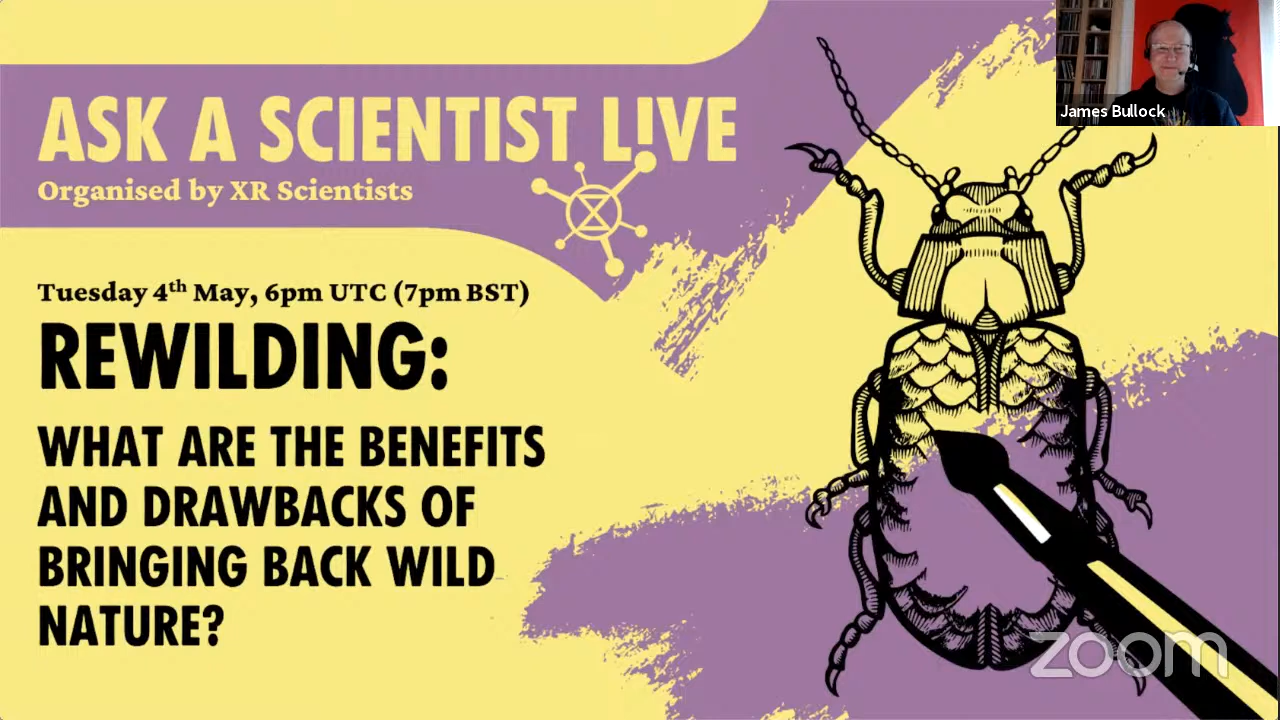 ASK A SCIENTIST LIVE
Organised by XR Scientists
James Bullock
Tuesday 4th May, 6pm UTC (7pm BST)
REWILDING:
WHAT ARE THE BENEFITS
AND DRAWBACKS OF
BRINGING BACK WILD
NATURE?
zoom